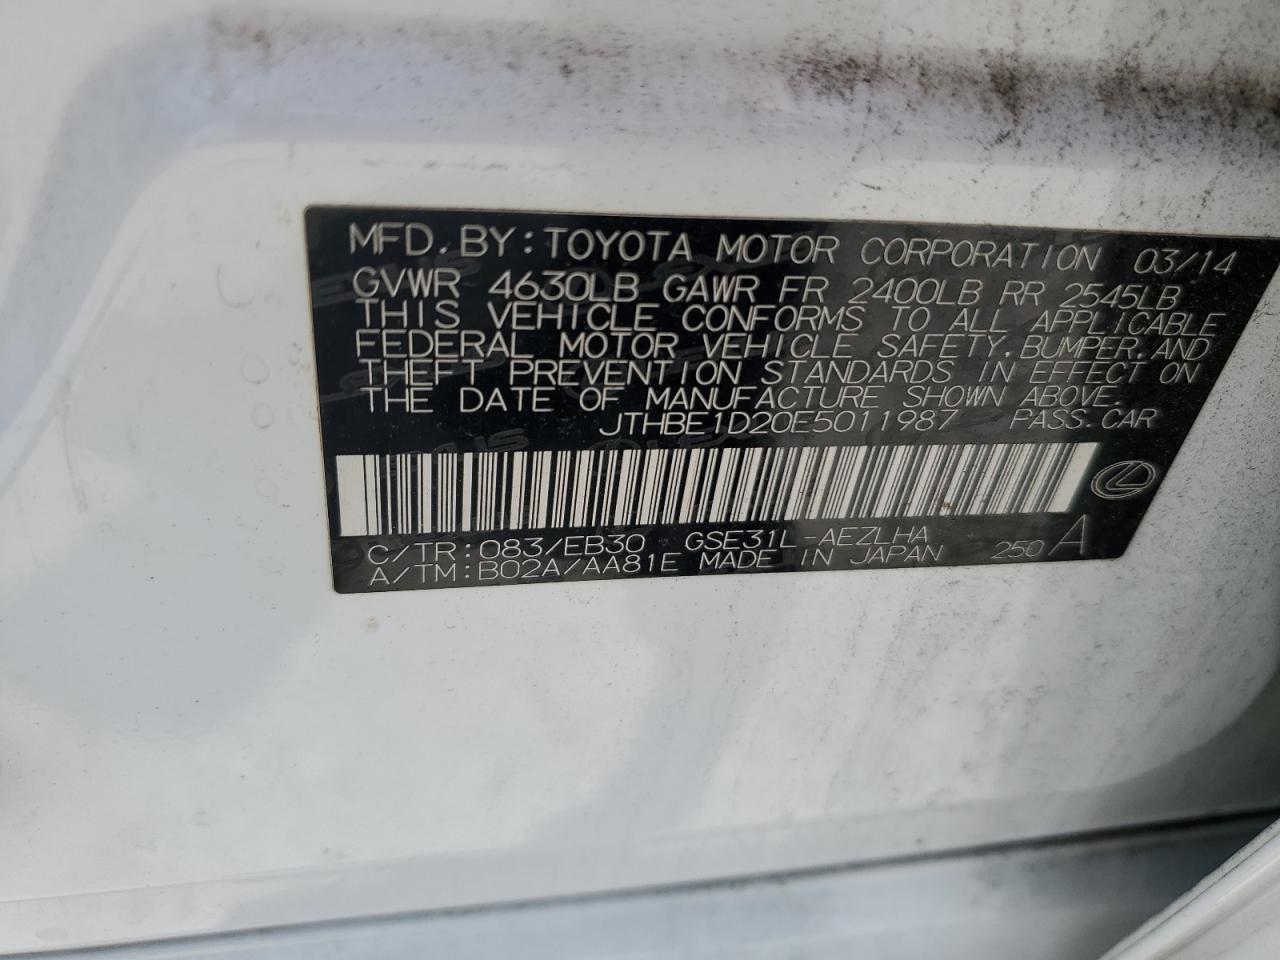 MFD. BY: TOYOTA MOTOR CORPORATION 03/14
GVWR 4630LB GAWR FR 2400LB RR 2545LB
THIS VEHICLE CONFORMS TO ALL APPLICABLE
FEDERAL MOTOR VEHICLE SAFETY, BUMPER, AND
THEFT PREVENTION STANDARDS IN EFFECT ON
THE DATE OF MANUFACTURE SHOWN ABOVE.
JTHBE1D20E5011987 PASS. CAR
C/TR: 083/EB30 GSE31L-AEZLHA
A/TM: B02A/AA81E MADE IN JAPAN 250 A